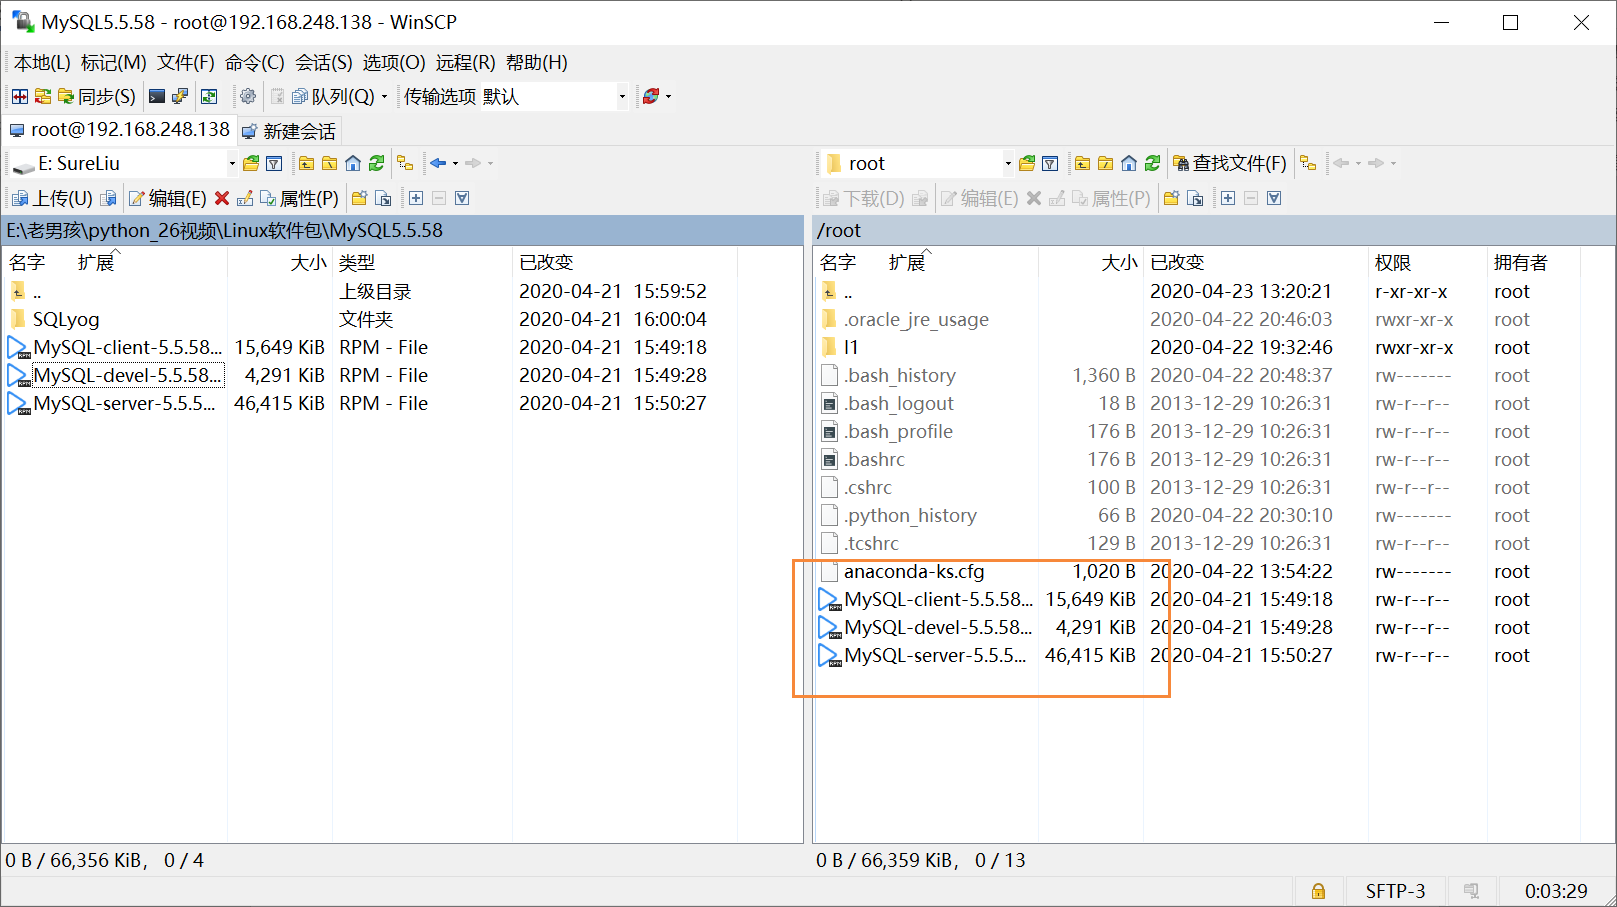 MySQL5.5.58 - root@192.168.248.138 - WinSCP
本地(L) 标记(M) 文件(F) 命令(C) 会话(S) 选项(O) 远程(R) 帮助(H)
同步(S) 队列(Q) 传输选项 默认
root@192.168.248.138 新建会话
E: SureLiu
上传(U) 编辑(E) 属性(P)
E:\老男孩\python_26视频\Linux软件包\MySQL5.5.58
名字 扩展 大小 类型 已改变
.. 上级目录 2020-04-21 15:59:52
SQLyog 文件夹 2020-04-21 16:00:04
MySQL-client-5.5.58... 15,649 KiB RPM - File 2020-04-21 15:49:18
MySQL-devel-5.5.58... 4,291 KiB RPM - File 2020-04-21 15:49:28
MySQL-server-5.5.5... 46,415 KiB RPM - File 2020-04-21 15:50:27
0 B / 66,356 KiB, 0 / 4
root 查找文件(F)
下载(D) 编辑(E) 属性(P)
/root
名字 扩展 大小 已改变 权限 拥有者
.. 2020-04-23 13:20:21 r-xr-xr-x root
.oracle_jre_usage 2020-04-22 20:46:03 rwxr-xr-x root
l1 2020-04-22 19:32:46 rwxr-xr-x root
.bash_history 1,360 B 2020-04-22 20:48:37 rw------- root
.bash_logout 18 B 2013-12-29 10:26:31 rw-r--r-- root
.bash_profile 176 B 2013-12-29 10:26:31 rw-r--r-- root
.bashrc 176 B 2013-12-29 10:26:31 rw-r--r-- root
.cshrc 100 B 2013-12-29 10:26:31 rw-r--r-- root
.python_history 66 B 2020-04-22 20:30:10 rw------- root
.tcshrc 129 B 2013-12-29 10:26:31 rw-r--r-- root
anaconda-ks.cfg 1,020 B 2020-04-22 13:54:22 rw------- root
MySQL-client-5.5.58... 15,649 KiB 2020-04-21 15:49:18 rw-r--r-- root
MySQL-devel-5.5.58... 4,291 KiB 2020-04-21 15:49:28 rw-r--r-- root
MySQL-server-5.5.5... 46,415 KiB 2020-04-21 15:50:27 rw-r--r-- root
0 B / 66,359 KiB, 0 / 13
SFTP-3 0:03:29